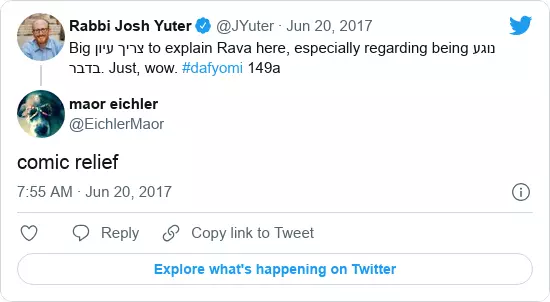 Rabbi Josh Yuter @JYuter · Jun 20, 2017
Big צריך עיון to explain Rava here, especially regarding being נוגע
בדבר. Just, wow. #dafyomi 149a
maor eichler
@EichlerMaor
comic relief
7:55 AM · Jun 20, 2017
Reply Copy link to Tweet
Explore what's happening on Twitter